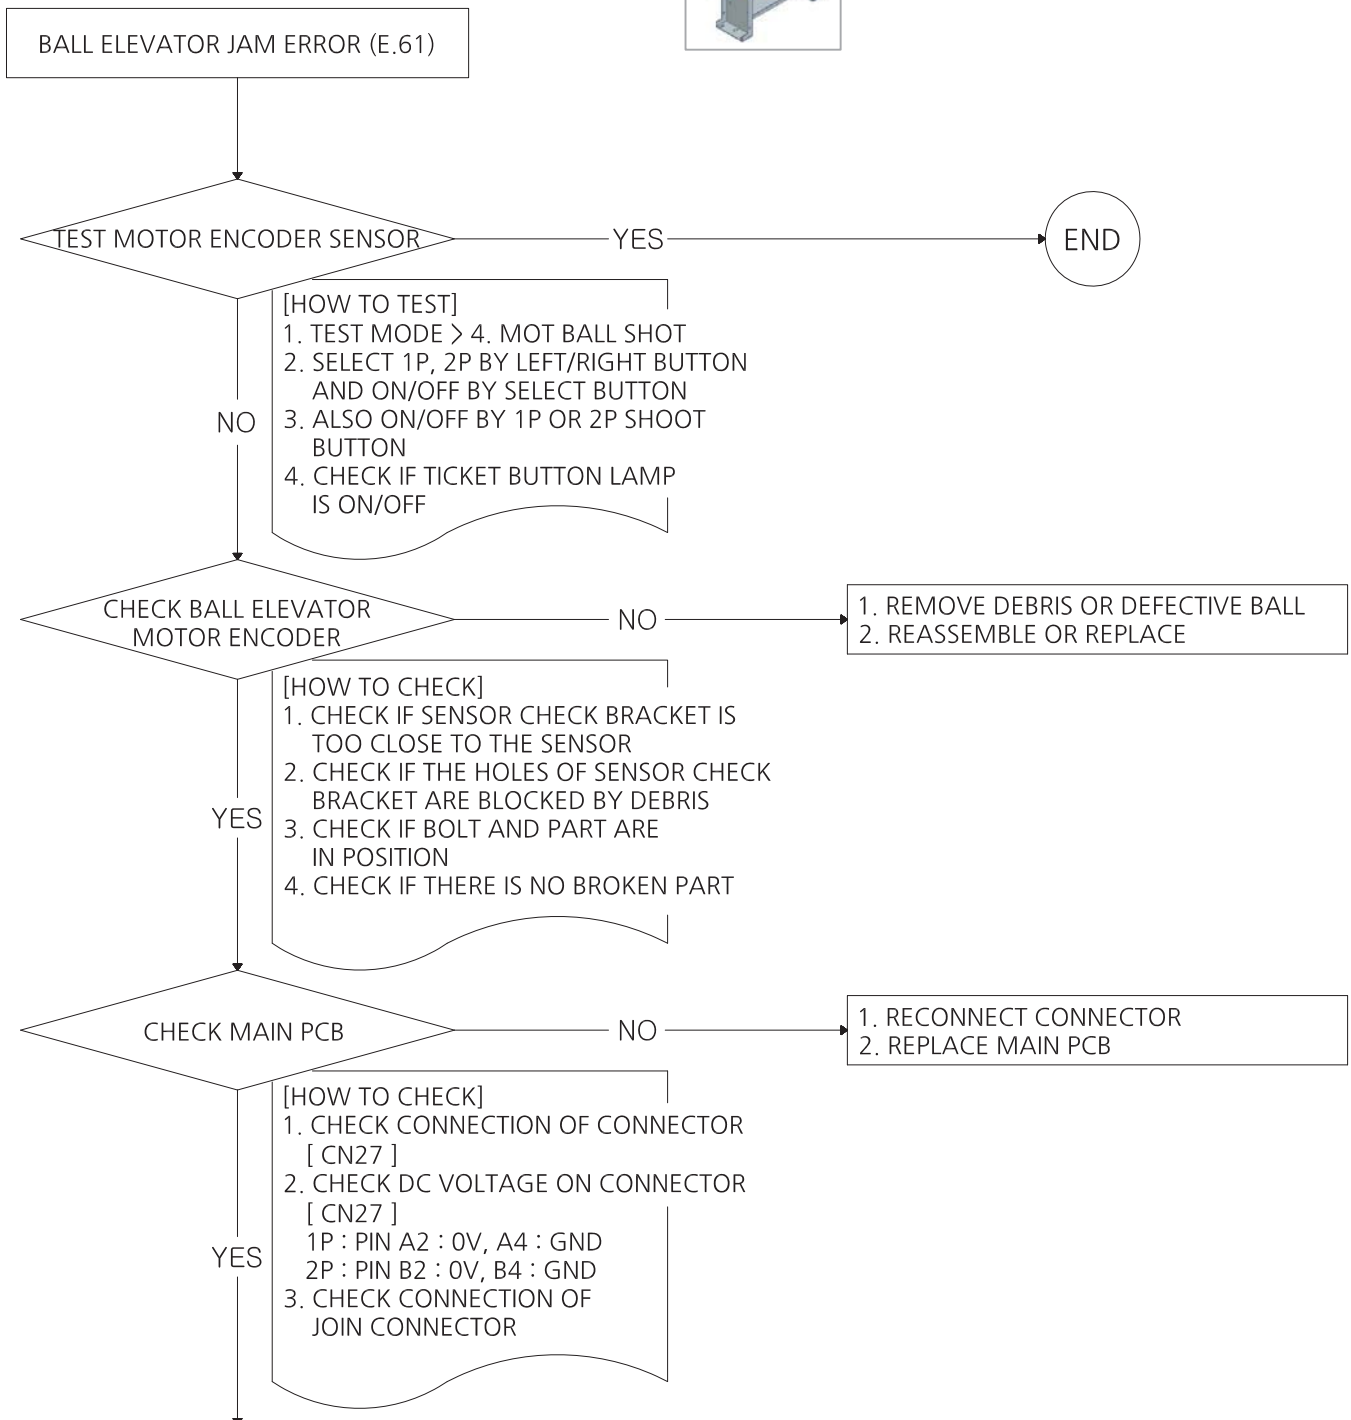 BALL ELEVATOR JAM ERROR (E.61)
TEST MOTOR ENCODER SENSOR
YES
END
[HOW TO TEST]
1. TEST MODE > 4. MOT BALL SHOT
2. SELECT 1P, 2P BY LEFT/RIGHT BUTTON
AND ON/OFF BY SELECT BUTTON
3. ALSO ON/OFF BY 1P OR 2P SHOOT
BUTTON
4. CHECK IF TICKET BUTTON LAMP
IS ON/OFF
NO
CHECK BALL ELEVATOR
MOTOR ENCODER
NO
1. REMOVE DEBRIS OR DEFECTIVE BALL
2. REASSEMBLE OR REPLACE
[HOW TO CHECK]
1. CHECK IF SENSOR CHECK BRACKET IS
TOO CLOSE TO THE SENSOR
2. CHECK IF THE HOLES OF SENSOR CHECK
BRACKET ARE BLOCKED BY DEBRIS
3. CHECK IF BOLT AND PART ARE
IN POSITION
4. CHECK IF THERE IS NO BROKEN PART
YES
CHECK MAIN PCB
NO
1. RECONNECT CONNECTOR
2. REPLACE MAIN PCB
[HOW TO CHECK]
1. CHECK CONNECTION OF CONNECTOR
[ CN27 ]
2. CHECK DC VOLTAGE ON CONNECTOR
[ CN27 ]
1P : PIN A2 : 0V, A4 : GND
2P : PIN B2 : 0V, B4 : GND
3. CHECK CONNECTION OF
JOIN CONNECTOR
YES